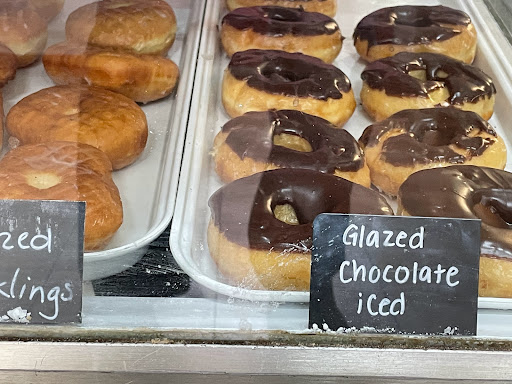 zed
klings
Glazed
Chocolate
iced